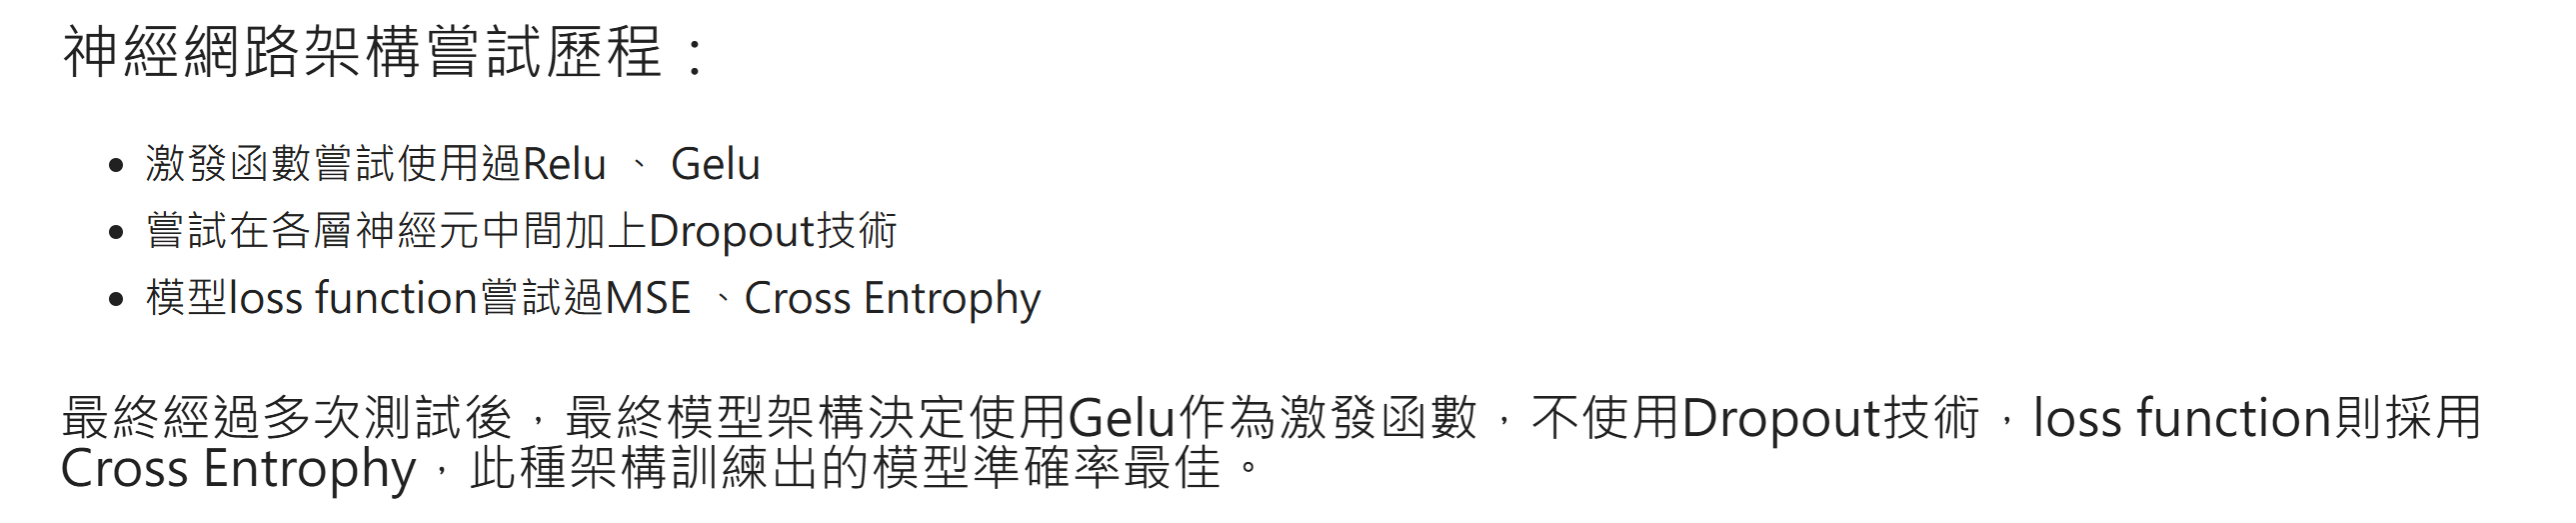 神經網路架構嘗試歷程：
激發函數嘗試使用過Relu 、 Gelu
嘗試在各層神經元中間加上Dropout技術
模型loss function嘗試過MSE 、Cross Entrophy
最終經過多次測試後，最終模型架構決定使用Gelu作為激發函數，不使用Dropout技術，loss function則採用
Cross Entrophy，此種架構訓練出的模型準確率最佳。